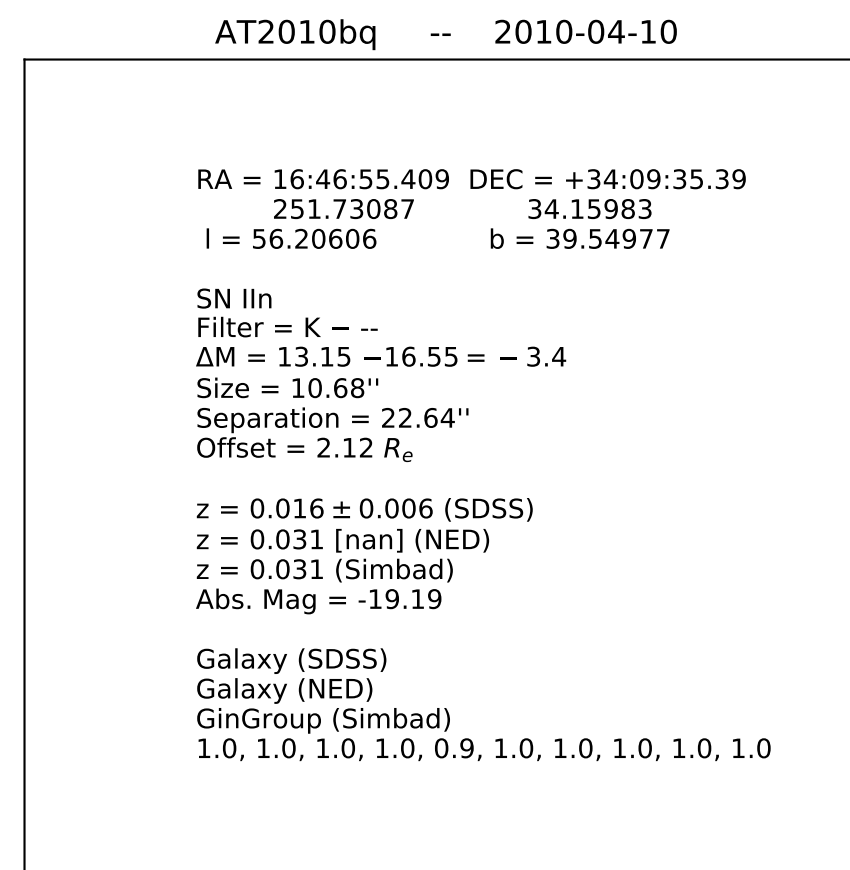 AT2010bq -- 2010-04-10
RA = 16:46:55.409 DEC = +34:09:35.39
251.73087 34.15983
l = 56.20606 b = 39.54977
SN IIn
Filter = K − --
ΔM = 13.15 −16.55 = − 3.4
Size = 10.68''
Separation = 22.64''
Offset = 2.12 Rₑ
z = 0.016 ± 0.006 (SDSS)
z = 0.031 [nan] (NED)
z = 0.031 (Simbad)
Abs. Mag = -19.19
Galaxy (SDSS)
Galaxy (NED)
GinGroup (Simbad)
1.0, 1.0, 1.0, 1.0, 0.9, 1.0, 1.0, 1.0, 1.0, 1.0